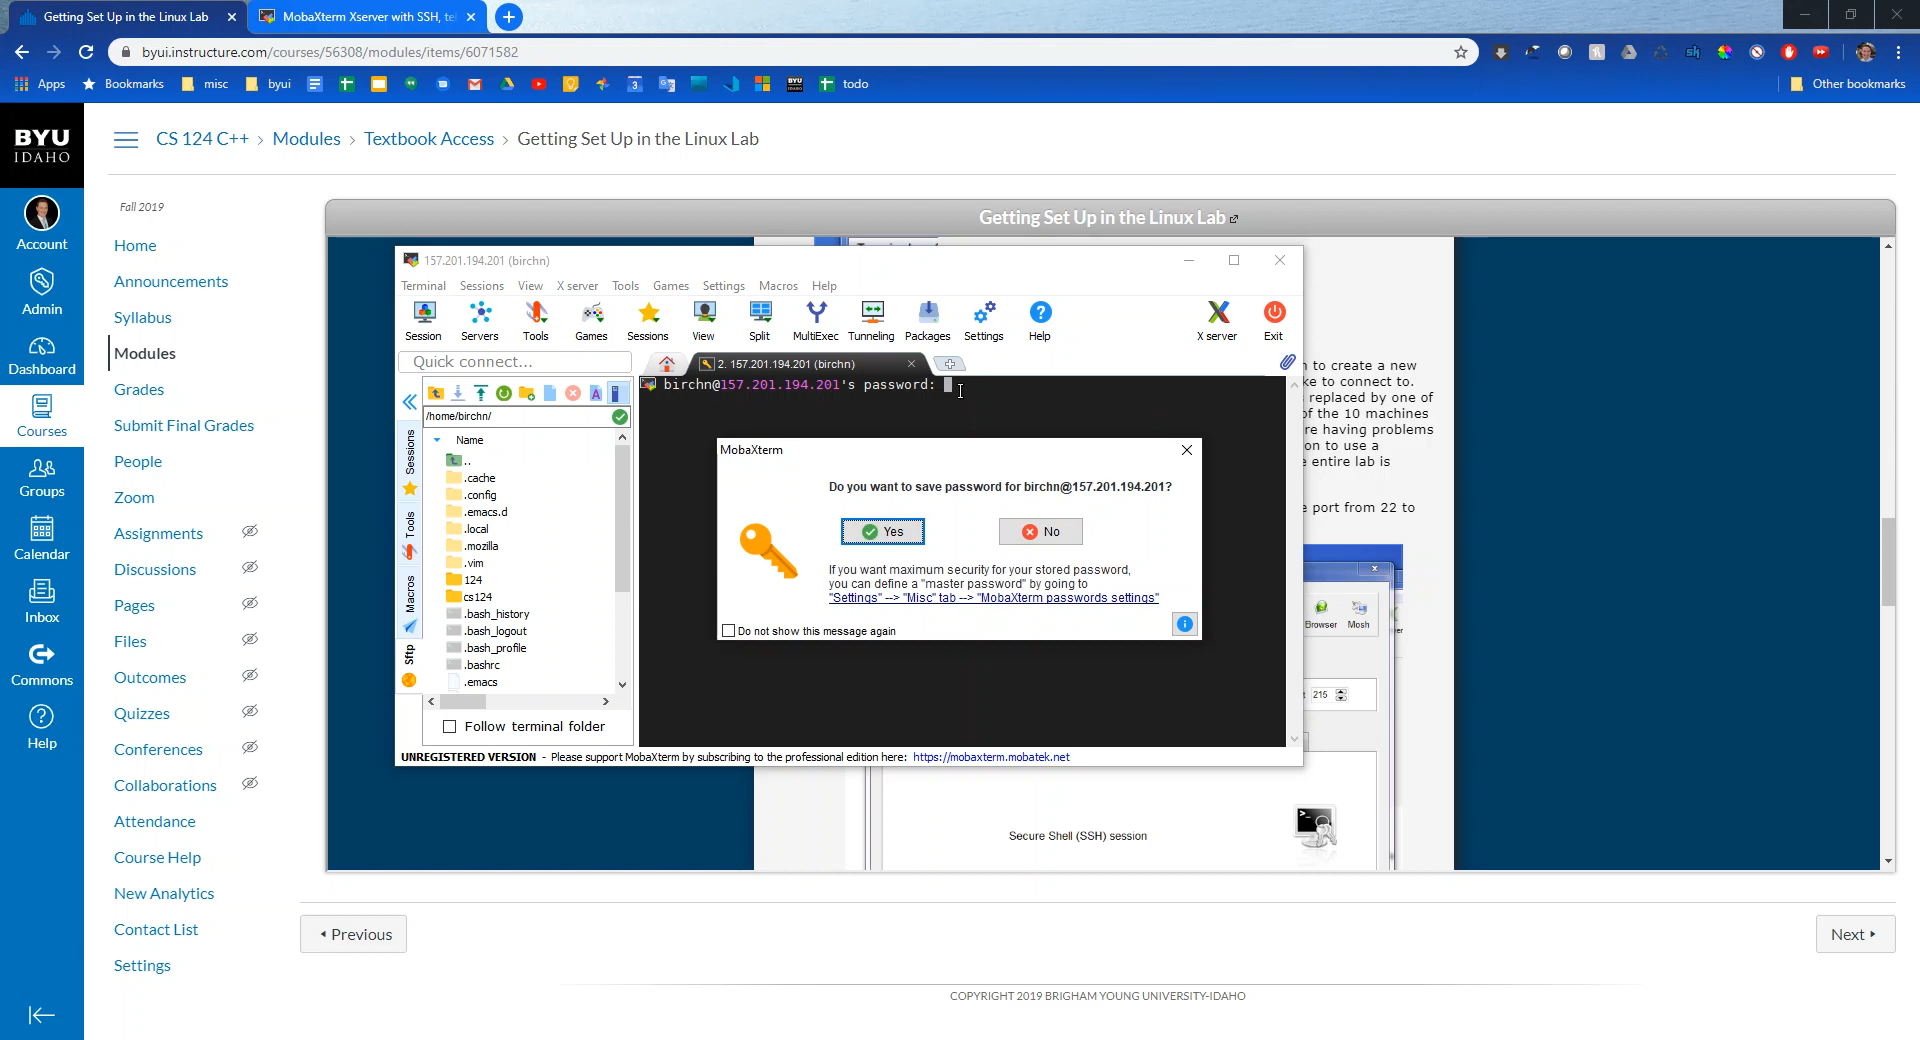 Getting Set Up in the Linux Lab
MobaXterm Xserver with SSH, tel
byui.instructure.com/courses/56308/modules/items/6071582
Apps
Bookmarks
misc
byui
3
BYU
todo
Other bookmarks
BYU
IDAHO
CS 124 C++ › Modules › Textbook Access › Getting Set Up in the Linux Lab
Account
Admin
Dashboard
Courses
Groups
Calendar
Inbox
Commons
Help
Fall 2019
Home
Announcements
Syllabus
Modules
Grades
Submit Final Grades
People
Zoom
Assignments
Discussions
Pages
Files
Outcomes
Quizzes
Conferences
Collaborations
Attendance
Course Help
New Analytics
Contact List
Settings
Getting Set Up in the Linux Lab
157.201.194.201 (birchn)
Terminal Sessions View X server Tools Games Settings Macros Help
Session Servers Tools Games Sessions View Split MultiExec Tunneling Packages Settings Help X server Exit
Quick connect...
2. 157.201.194.201 (birchn)
/home/birchn/
Name
..
.cache
.config
.emacs.d
.local
.mozilla
.vim
124
cs124
.bash_history
.bash_logout
.bash_profile
.bashrc
.emacs
Sessions
Tools
Macros
Sftp
Follow terminal folder
birchn@157.201.194.201's password:
MobaXterm
Do you want to save password for birchn@157.201.194.201?
Yes
No
If you want maximum security for your stored password,
you can define a "master password" by going to
"Settings" --> "Misc" tab --> "MobaXterm passwords settings"
Do not show this message again
UNREGISTERED VERSION - Please support MobaXterm by subscribing to the professional edition here: https://mobaxterm.mobatek.net
n to create a new
ke to connect to.
replaced by one of
of the 10 machines
re having problems
on to use a
e entire lab is
e port from 22 to
Browser
Mosh
215
Secure Shell (SSH) session
Previous
Next
COPYRIGHT 2019 BRIGHAM YOUNG UNIVERSITY-IDAHO